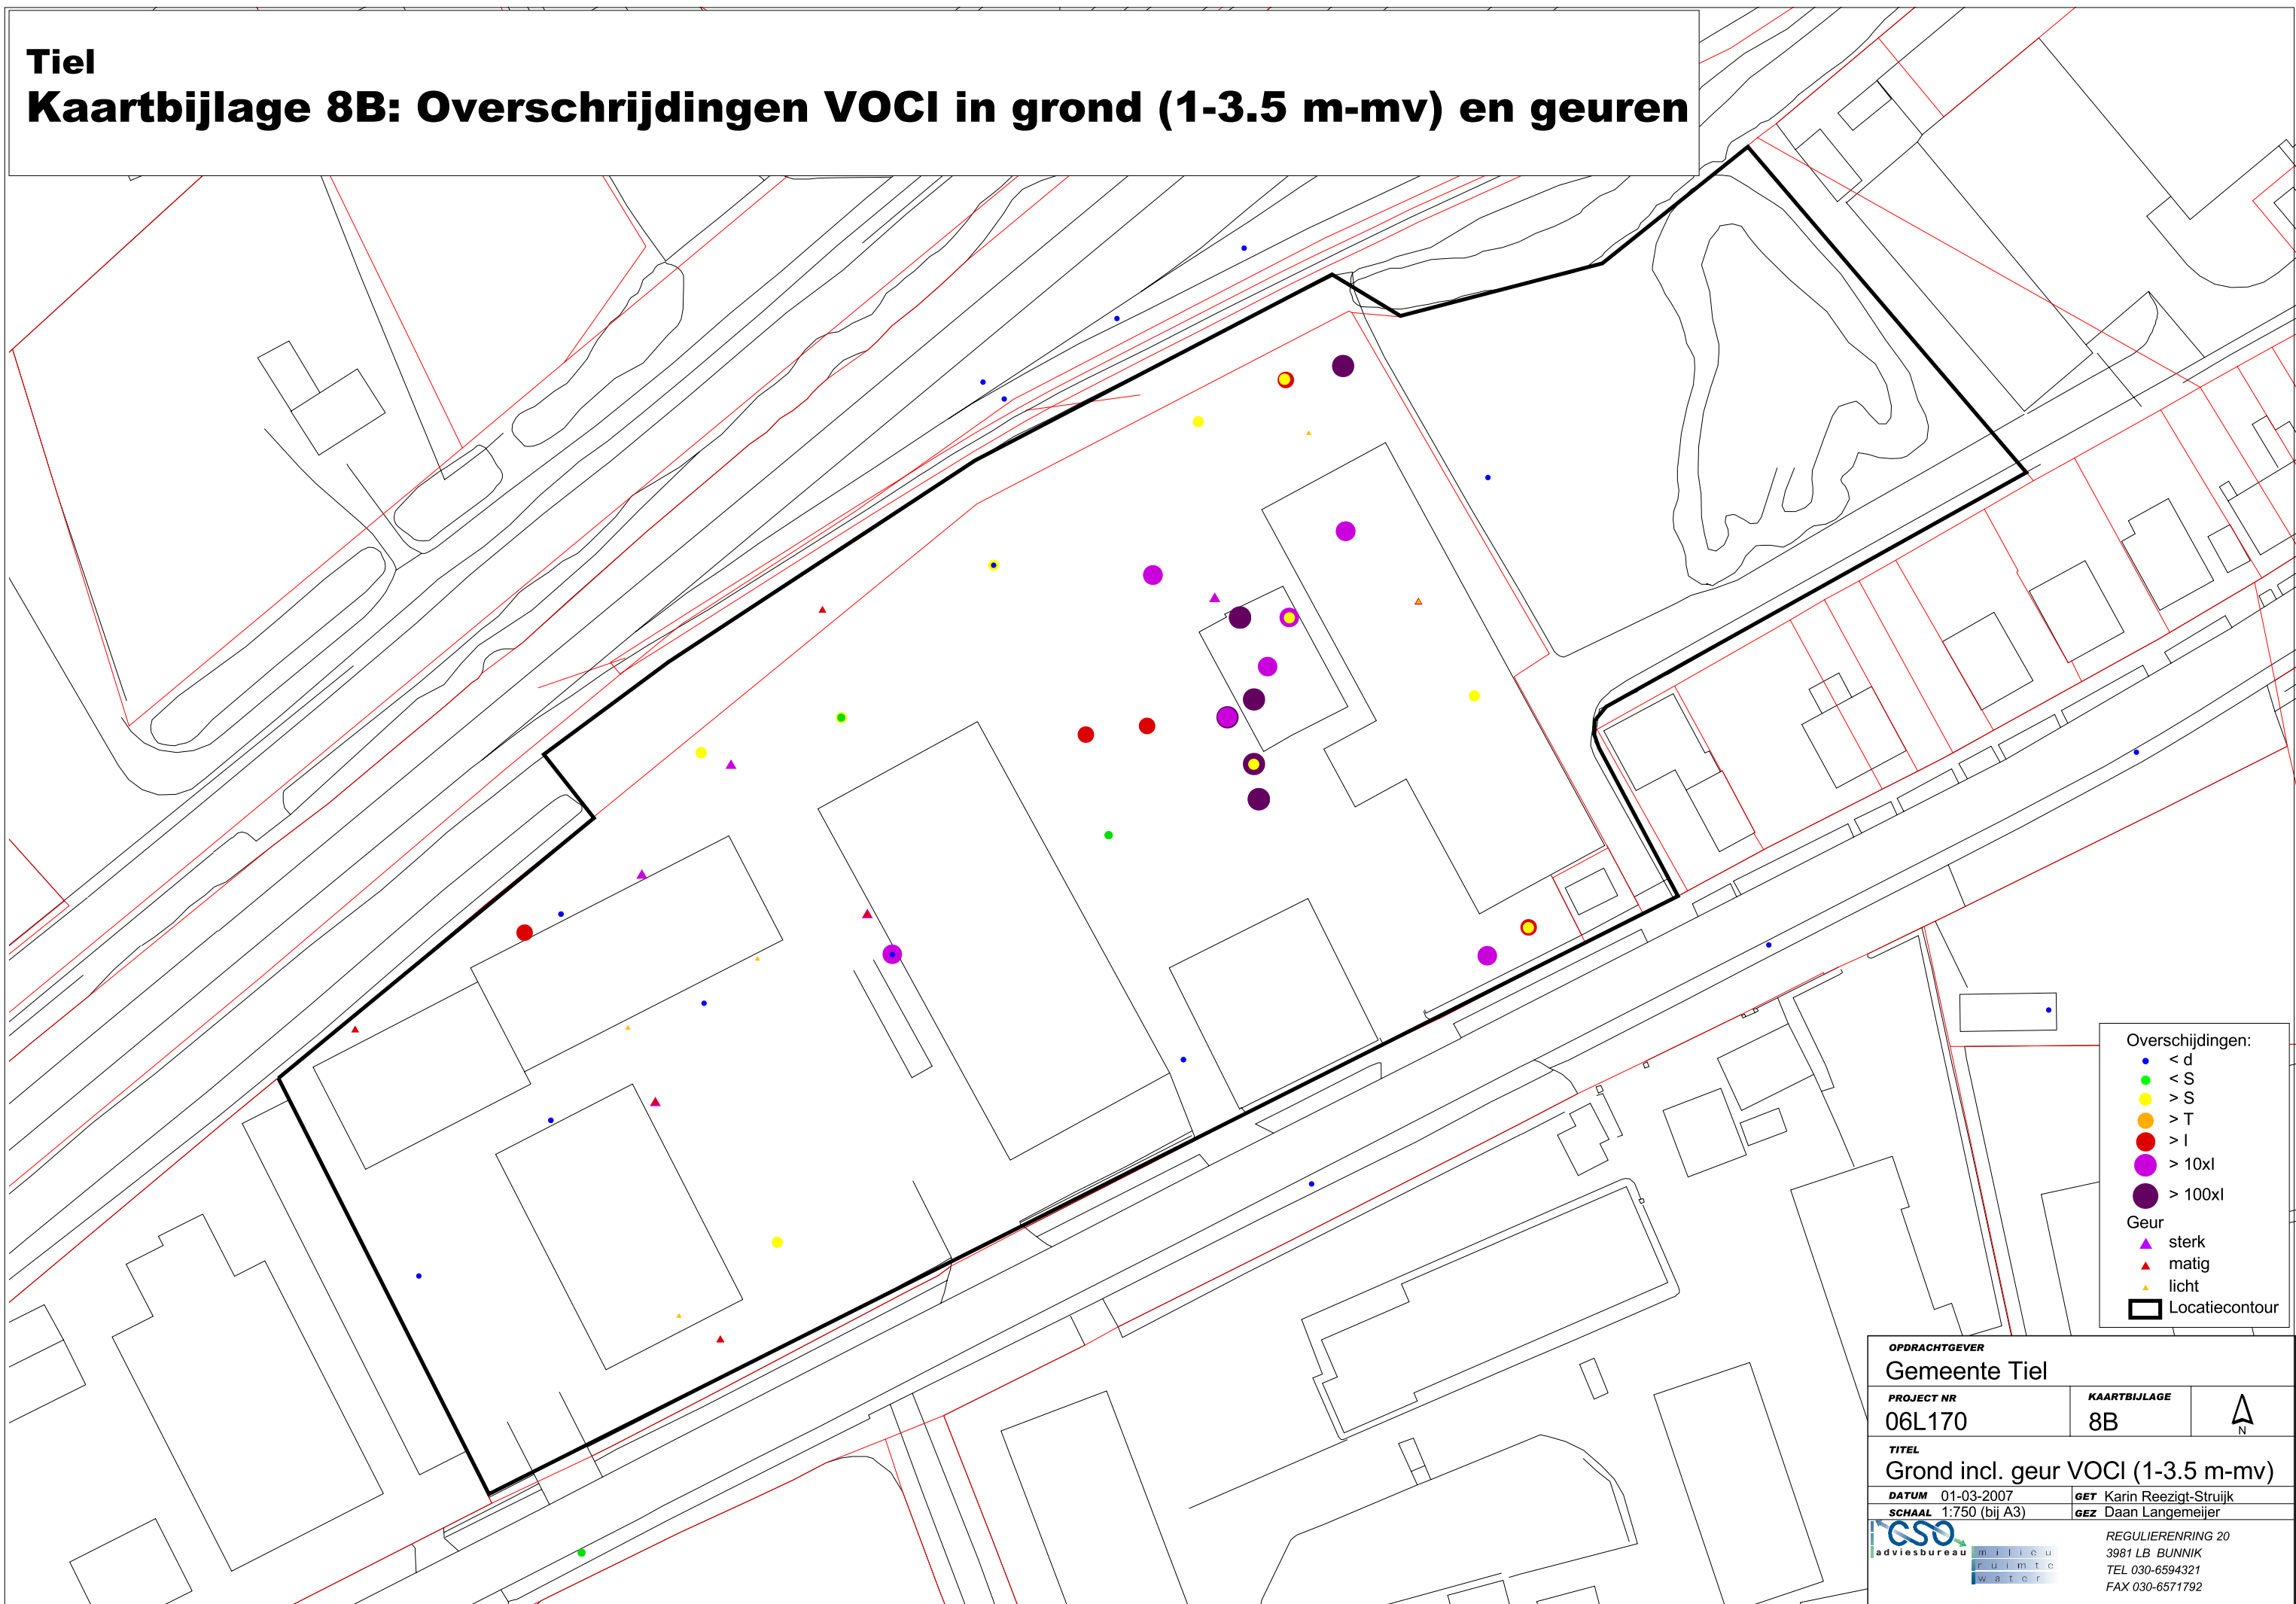 Tiel
Kaartbijlage 8B: Overschrijdingen VOCl in grond (1-3.5 m-mv) en geuren
Overschijdingen:
< d
< S
> S
> T
> I
> 10xI
> 100xI
Geur
sterk
matig
licht
Locatiecontour
OPDRACHTGEVER
Gemeente Tiel
PROJECT NR
06L170
KAARTBIJLAGE
8B
N
TITEL
Grond incl. geur VOCl (1-3.5 m-mv)
DATUM 01-03-2007
GET Karin Reezigt-Struijk
SCHAAL 1:750 (bij A3)
GEZ Daan Langemeijer
CSO
adviesbureau
milieu
ruimte
water
REGULIERENRING 20
3981 LB BUNNIK
TEL 030-6594321
FAX 030-6571792